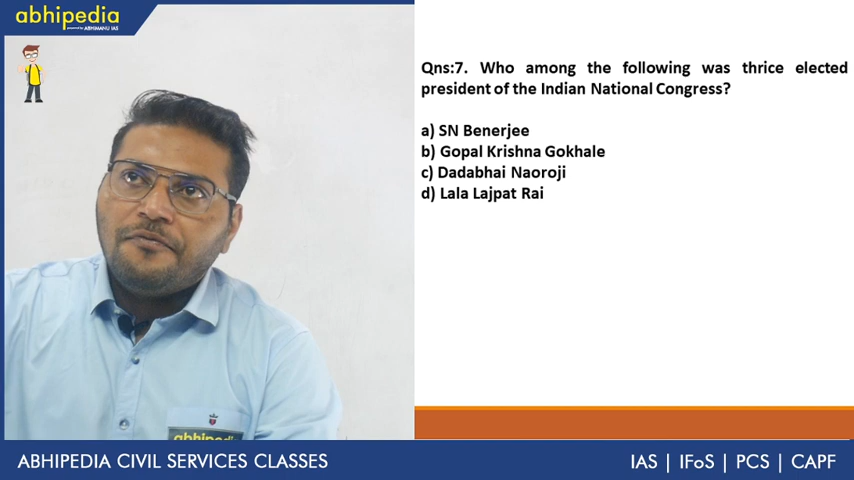 abhipedia
powered by ABHIMANU IAS
Qns:7. Who among the following was thrice elected
president of the Indian National Congress?
a) SN Benerjee
b) Gopal Krishna Gokhale
c) Dadabhai Naoroji
d) Lala Lajpat Rai
abhipedia
ABHIPEDIA CIVIL SERVICES CLASSES
IAS | IFoS | PCS | CAPF